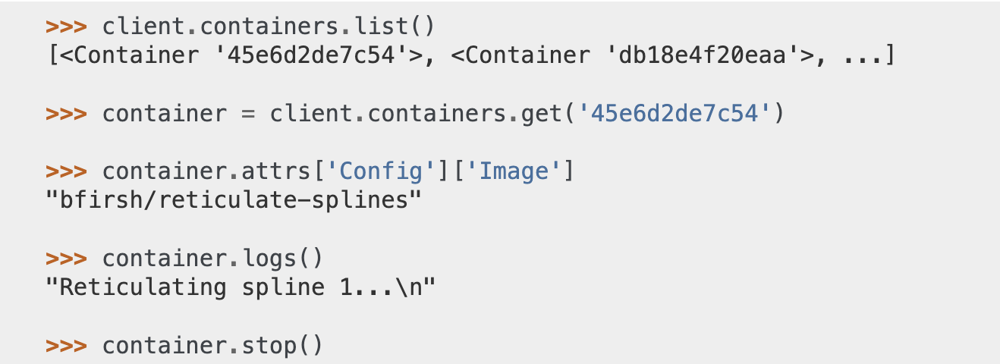 >>> client.containers.list()
[<Container '45e6d2de7c54'>, <Container 'db18e4f20eaa'>, ...]
>>> container = client.containers.get('45e6d2de7c54')
>>> container.attrs['Config']['Image']
"bfirsh/reticulate-splines"
>>> container.logs()
"Reticulating spline 1...\n"
>>> container.stop()